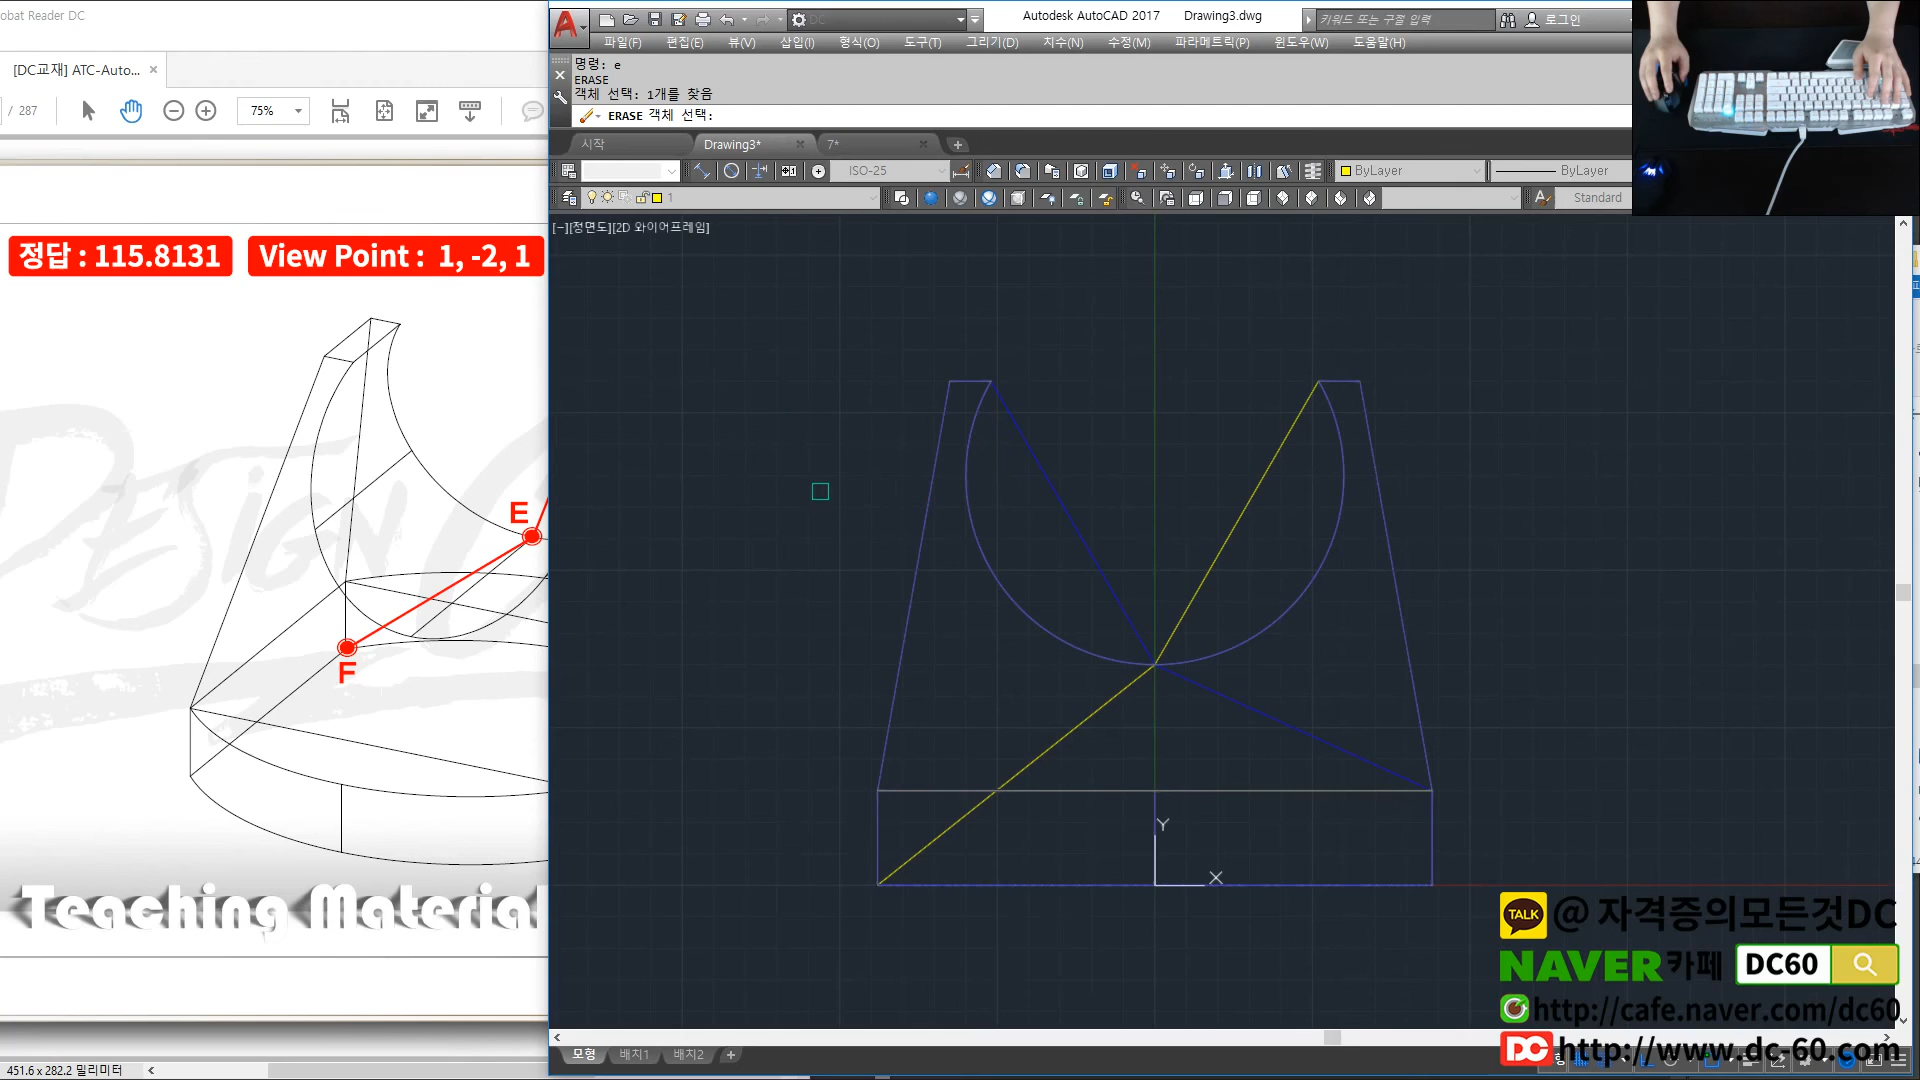 obat Reader DC
[DC교재] ATC-Auto...
/ 287
75%
정답 : 115.8131
View Point : 1, -2, 1
E
F
DESIGN
Teaching Material
451.6 x 282.2 밀리미터
DC
Autodesk AutoCAD 2017 Drawing3.dwg
키워드 또는 구절 입력
로그인
파일(F) 편집(E) 뷰(V) 삽입(I) 형식(O) 도구(T) 그리기(D) 치수(N) 수정(M) 파라메트릭(P) 윈도우(W) 도움말(H)
명령: e
ERASE
객체 선택: 1개를 찾음
ERASE 객체 선택:
시작 Drawing3* 7*
ISO-25
ByLayer
ByLayer
1
Standard
[−][정면도][2D 와이어프레임]
Y
X
TALK @ 자격증의모든것DC
NAVER 카페 DC60
http://cafe.naver.com/dc60
DC http://www.dc-60.com
모형 배치1 배치2